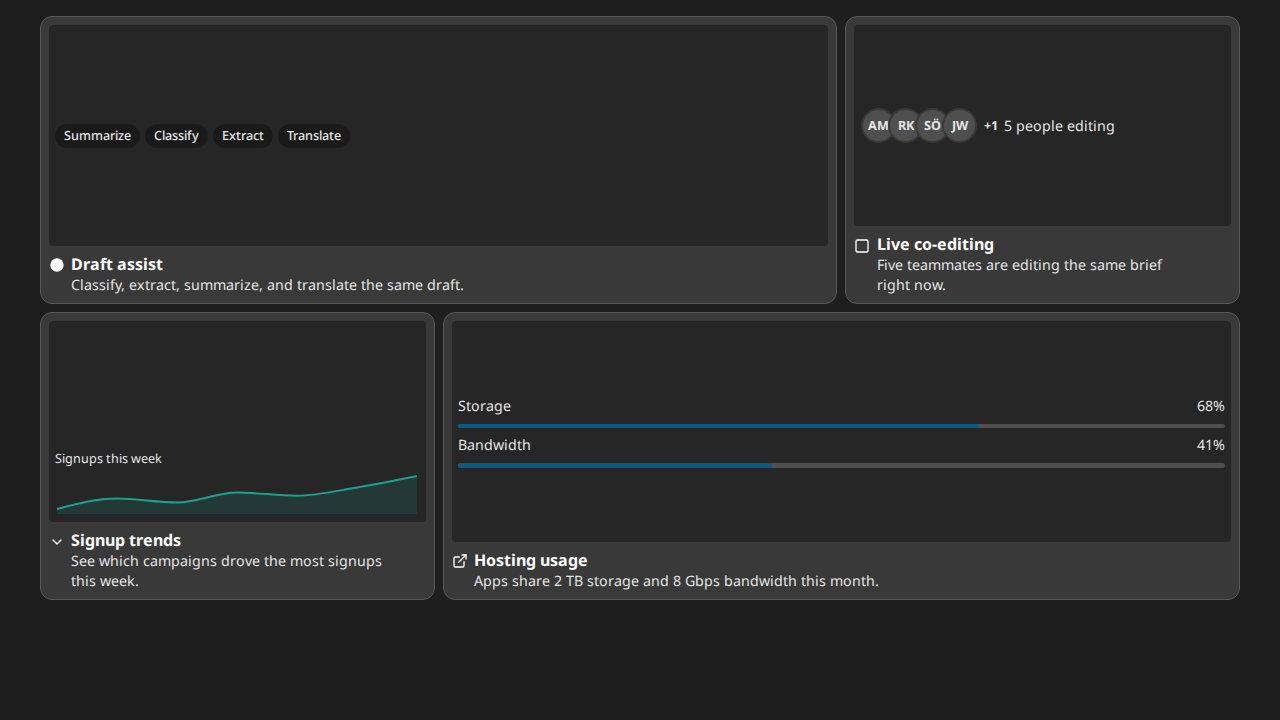 Summarize Classify Extract Translate
Draft assist
Classify, extract, summarize, and translate the same draft.
AM RK SÖ JW +1 5 people editing
Live co-editing
Five teammates are editing the same brief
right now.
Signups this week
Signup trends
See which campaigns drove the most signups
this week.
Storage 68%
Bandwidth 41%
Hosting usage
Apps share 2 TB storage and 8 Gbps bandwidth this month.